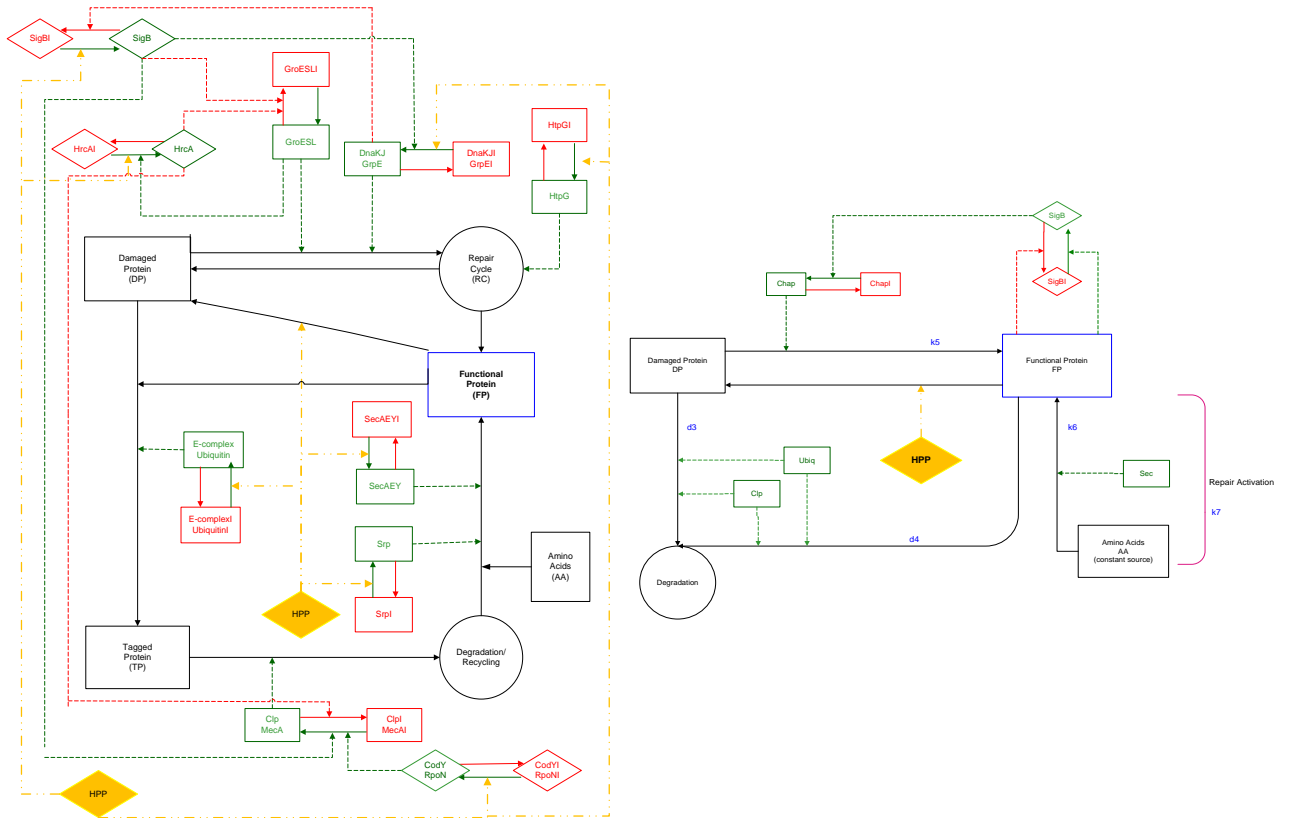 SigBI
SigB
GroESLI
GroESL
HrcAI
HrcA
DnaKJ
GrpE
DnaKJI
GrpEI
HtpGI
HtpG
Damaged
Protein
(DP)
Repair
Cycle
(RC)
Functional
Protein
(FP)
SecAEYI
SecAEY
E-complex
Ubiquitin
E-complexI
UbiquitinI
Srp
SrpI
Amino
Acids
(AA)
HPP
Tagged
Protein
(TP)
Degradation/
Recycling
Clp
MecA
ClpI
MecAI
CodY
RpoN
CodYI
RpoNI
HPP
SigB
SigBI
Chap
ChapI
k5
Damaged Protein
DP
Functional Protein
FP
d3
k6
HPP
Ubiq
Clp
Sec
Repair Activation
k7
d4
Amino Acids
AA
(constant source)
Degradation